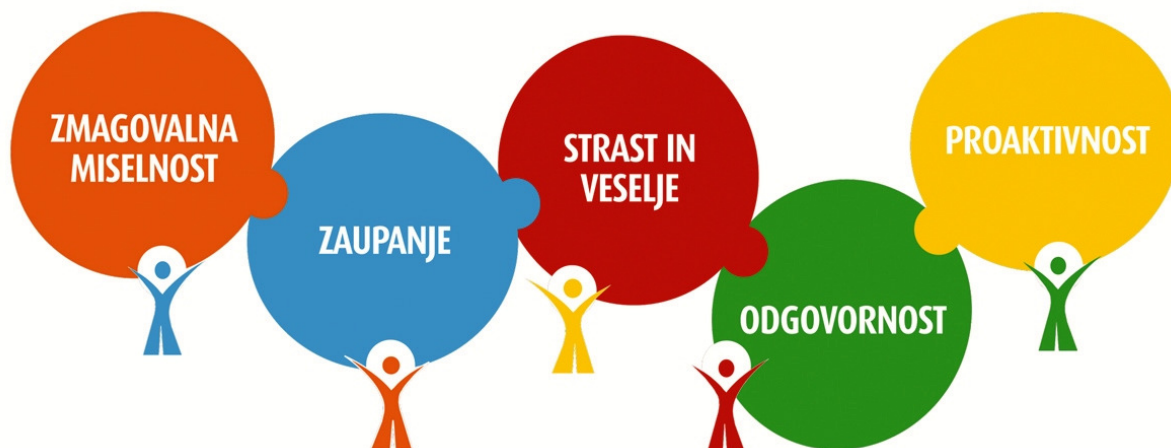 ZMAGOVALNA
MISELNOST
ZAUPANJE
STRAST IN
VESELJE
ODGOVORNOST
PROAKTIVNOST